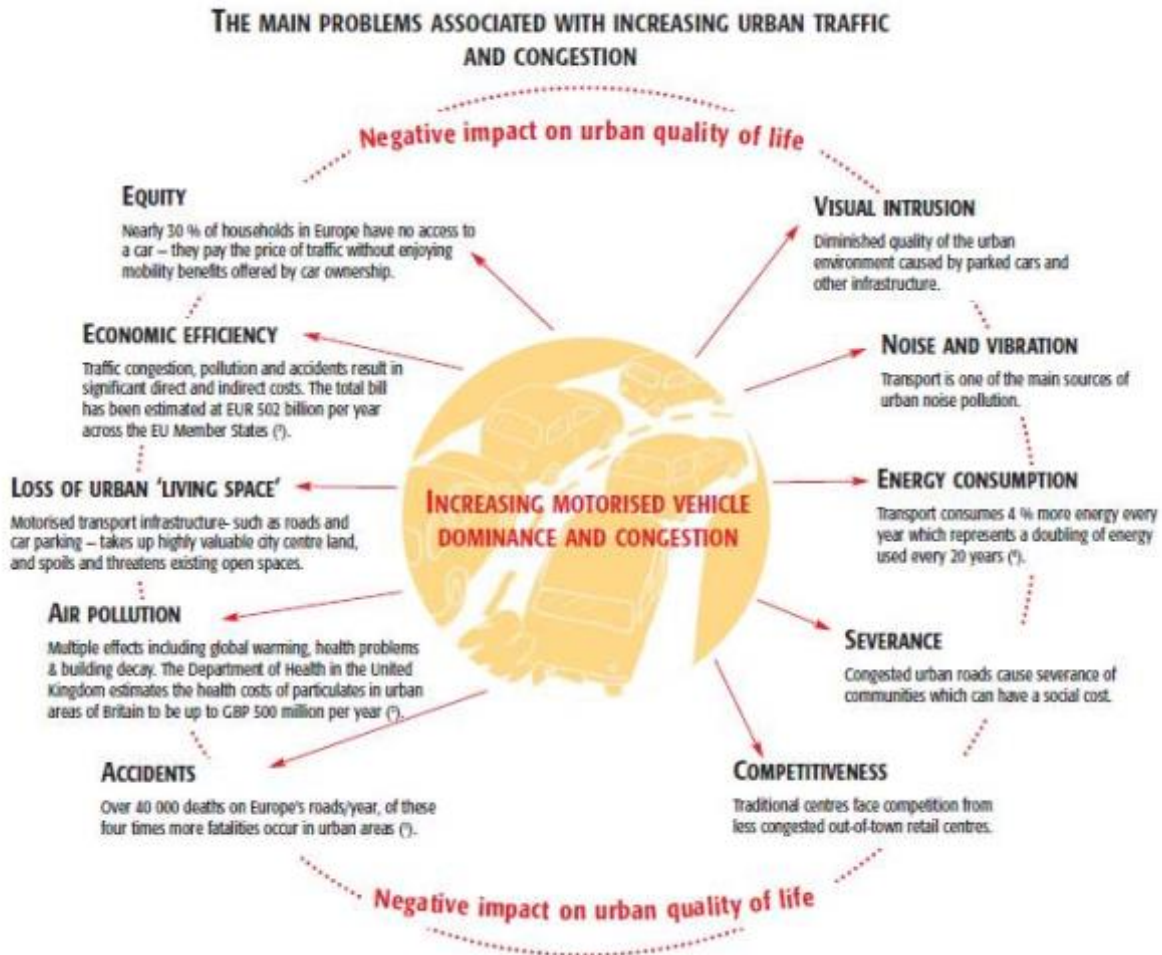 THE MAIN PROBLEMS ASSOCIATED WITH INCREASING URBAN TRAFFIC
AND CONGESTION
Negative impact on urban quality of life
EQUITY
Nearly 30 % of households in Europe have no access to
a car – they pay the price of traffic without enjoying
mobility benefits offered by car ownership.
ECONOMIC EFFICIENCY
Traffic congestion, pollution and accidents result in
significant direct and indirect costs. The total bill
has been estimated at EUR 502 billion per year
across the EU Member States
LOSS OF URBAN ‘LIVING SPACE’
Motorised transport infrastructure- such as roads and
car parking – takes up highly valuable city centre land,
and spoils and threatens existing open spaces.
AIR POLLUTION
Multiple effects including global warming, health problems
& building decay. The Department of Health in the United
Kingdom estimates the health costs of particulates in urban
areas of Britain to be up to GBP 500 million per year
ACCIDENTS
Over 40 000 deaths on Europe's roads/year, of these
four times more fatalities occur in urban areas
INCREASING MOTORISED VEHICLE
DOMINANCE AND CONGESTION
VISUAL INTRUSION
Diminished quality of the urban
environment caused by parked cars and
other infrastructure.
NOISE AND VIBRATION
Transport is one of the main sources of
urban noise pollution.
ENERGY CONSUMPTION
Transport consumes 4 % more energy every
year which represents a doubling of energy
used every 20 years
SEVERANCE
Congested urban roads cause severance of
communities which can have a social cost.
COMPETITIVENESS
Traditional centres face competition from
less congested out-of-town retail centres.
Negative impact on urban quality of life